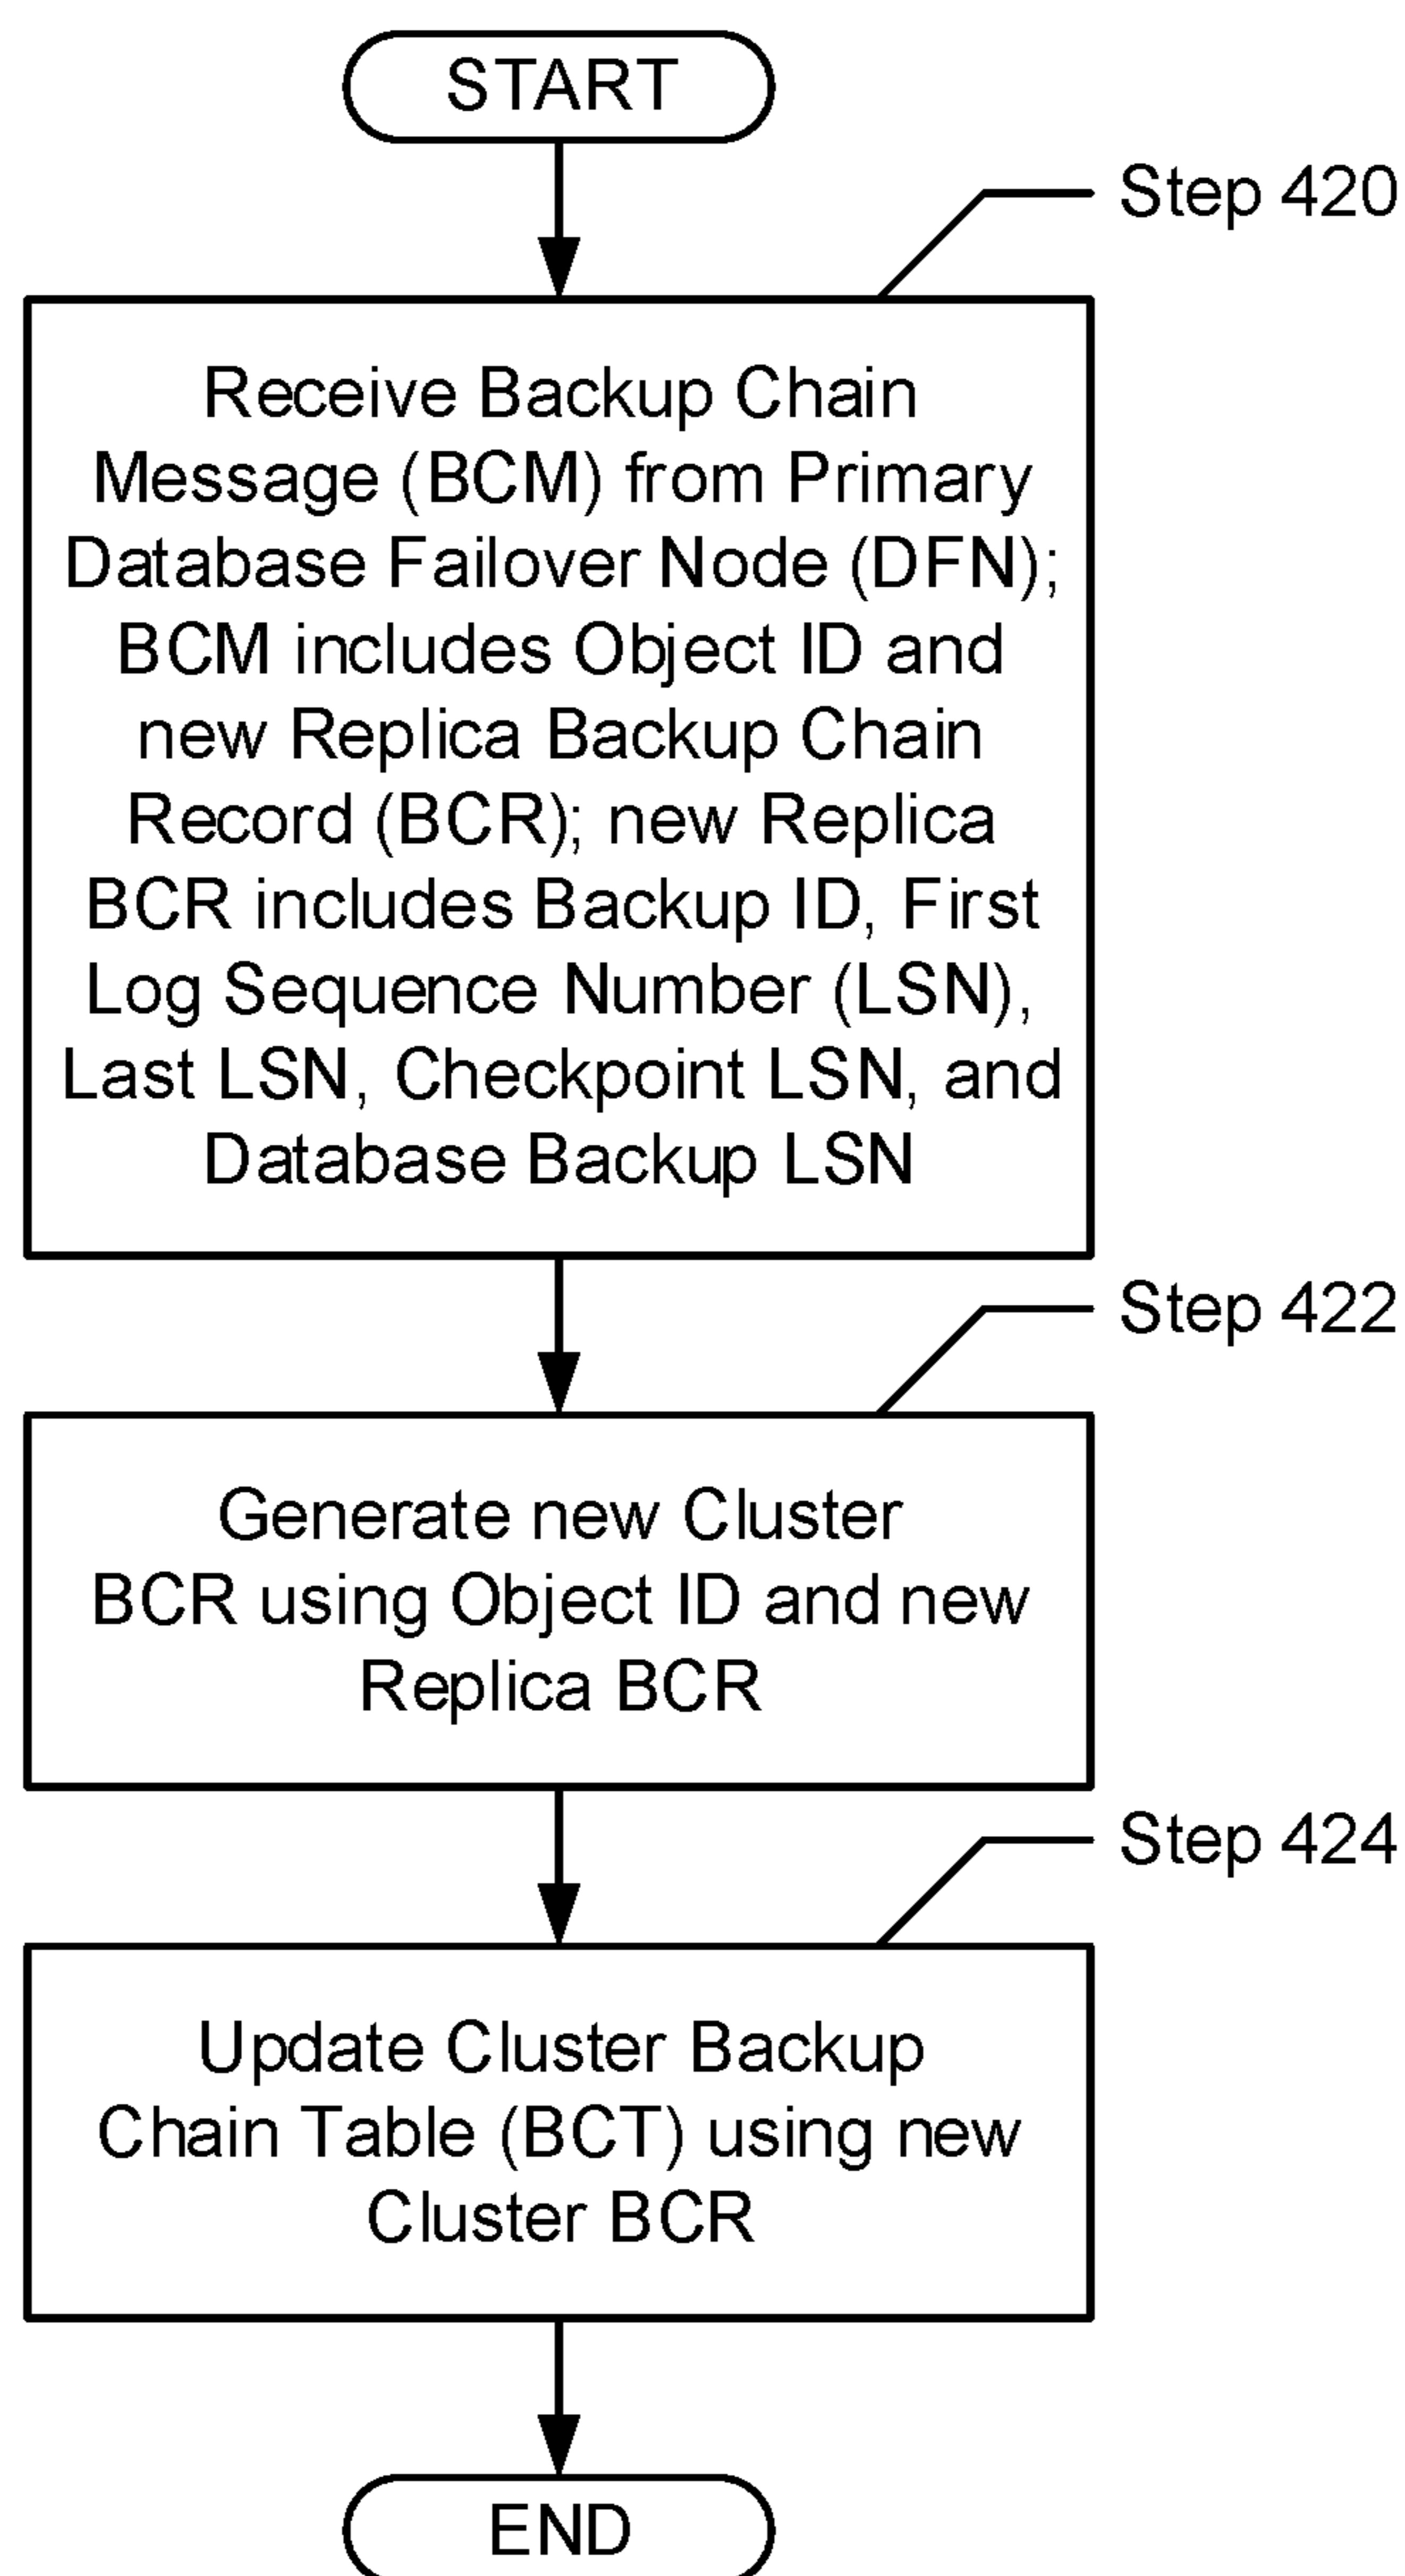 START
Step 420
Receive Backup Chain
Message (BCM) from Primary
Database Failover Node (DFN);
BCM includes Object ID and
new Replica Backup Chain
Record (BCR); new Replica
BCR includes Backup ID, First
Log Sequence Number (LSN),
Last LSN, Checkpoint LSN, and
Database Backup LSN
Step 422
Generate new Cluster
BCR using Object ID and new
Replica BCR
Step 424
Update Cluster Backup
Chain Table (BCT) using new
Cluster BCR
END